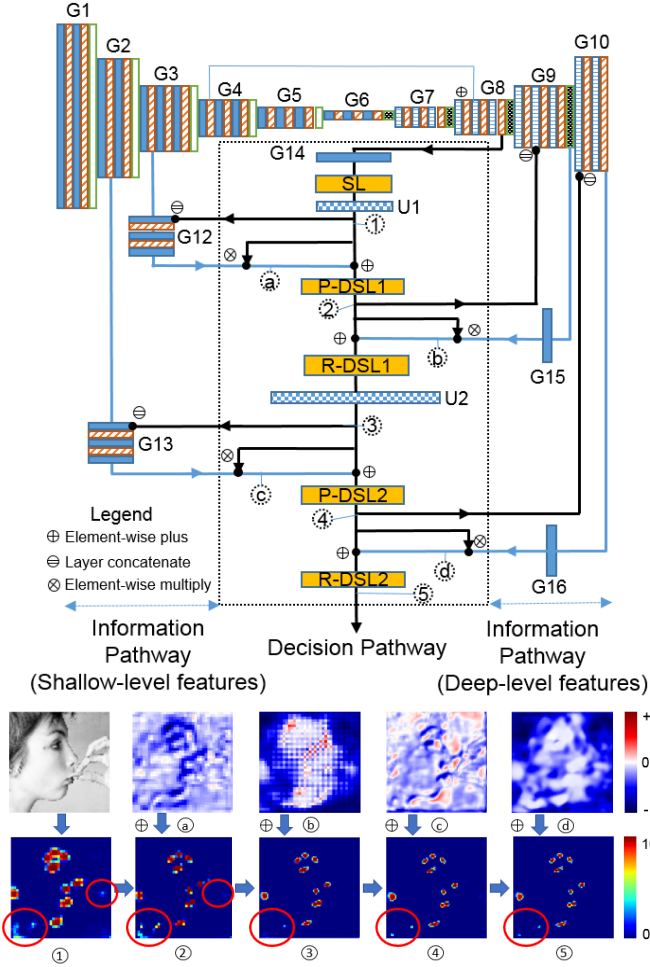 G1
G2
G3
G4
G5
G6
G7
G8
G9
G10
⊕
G14
SL
U1
⊖
⊖
⊖
①
G12
⊗
ⓐ
⊕
P-DSL1
②
⊗
⊕
ⓑ
G15
R-DSL1
U2
⊖
③
G13
⊗
ⓒ
⊕
P-DSL2
④
⊗
⊕
ⓓ
G16
R-DSL2
⑤
Legend
⊕ Element-wise plus
⊖ Layer concatenate
⊗ Element-wise multiply
Information
Pathway
(Shallow-level features)
Decision Pathway
Information
Pathway
(Deep-level features)
+
0
-
⊕ ⓐ
⊕ ⓑ
⊕ ⓒ
⊕ ⓓ
10
0
① ② ③ ④ ⑤